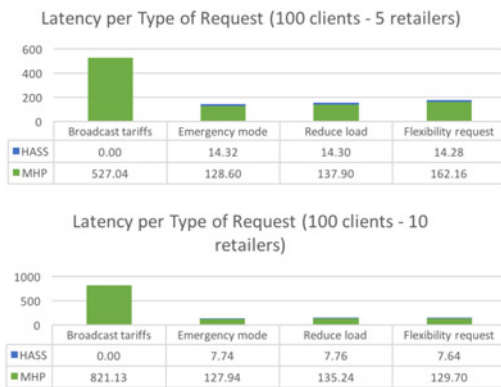 Latency per Type of Request (100 clients - 5 retailers)
600
400
200
0
Broadcast tariffs Emergency mode Reduce load Flexibility request
HASS 0.00 14.32 14.30 14.28
MHP 527.04 128.60 137.90 162.16
Latency per Type of Request (100 clients - 10
retailers)
1000
500
0
Broadcast tariffs Emergency mode Reduce load Flexibility request
HASS 0.00 7.74 7.76 7.64
MHP 821.13 127.94 135.24 129.70